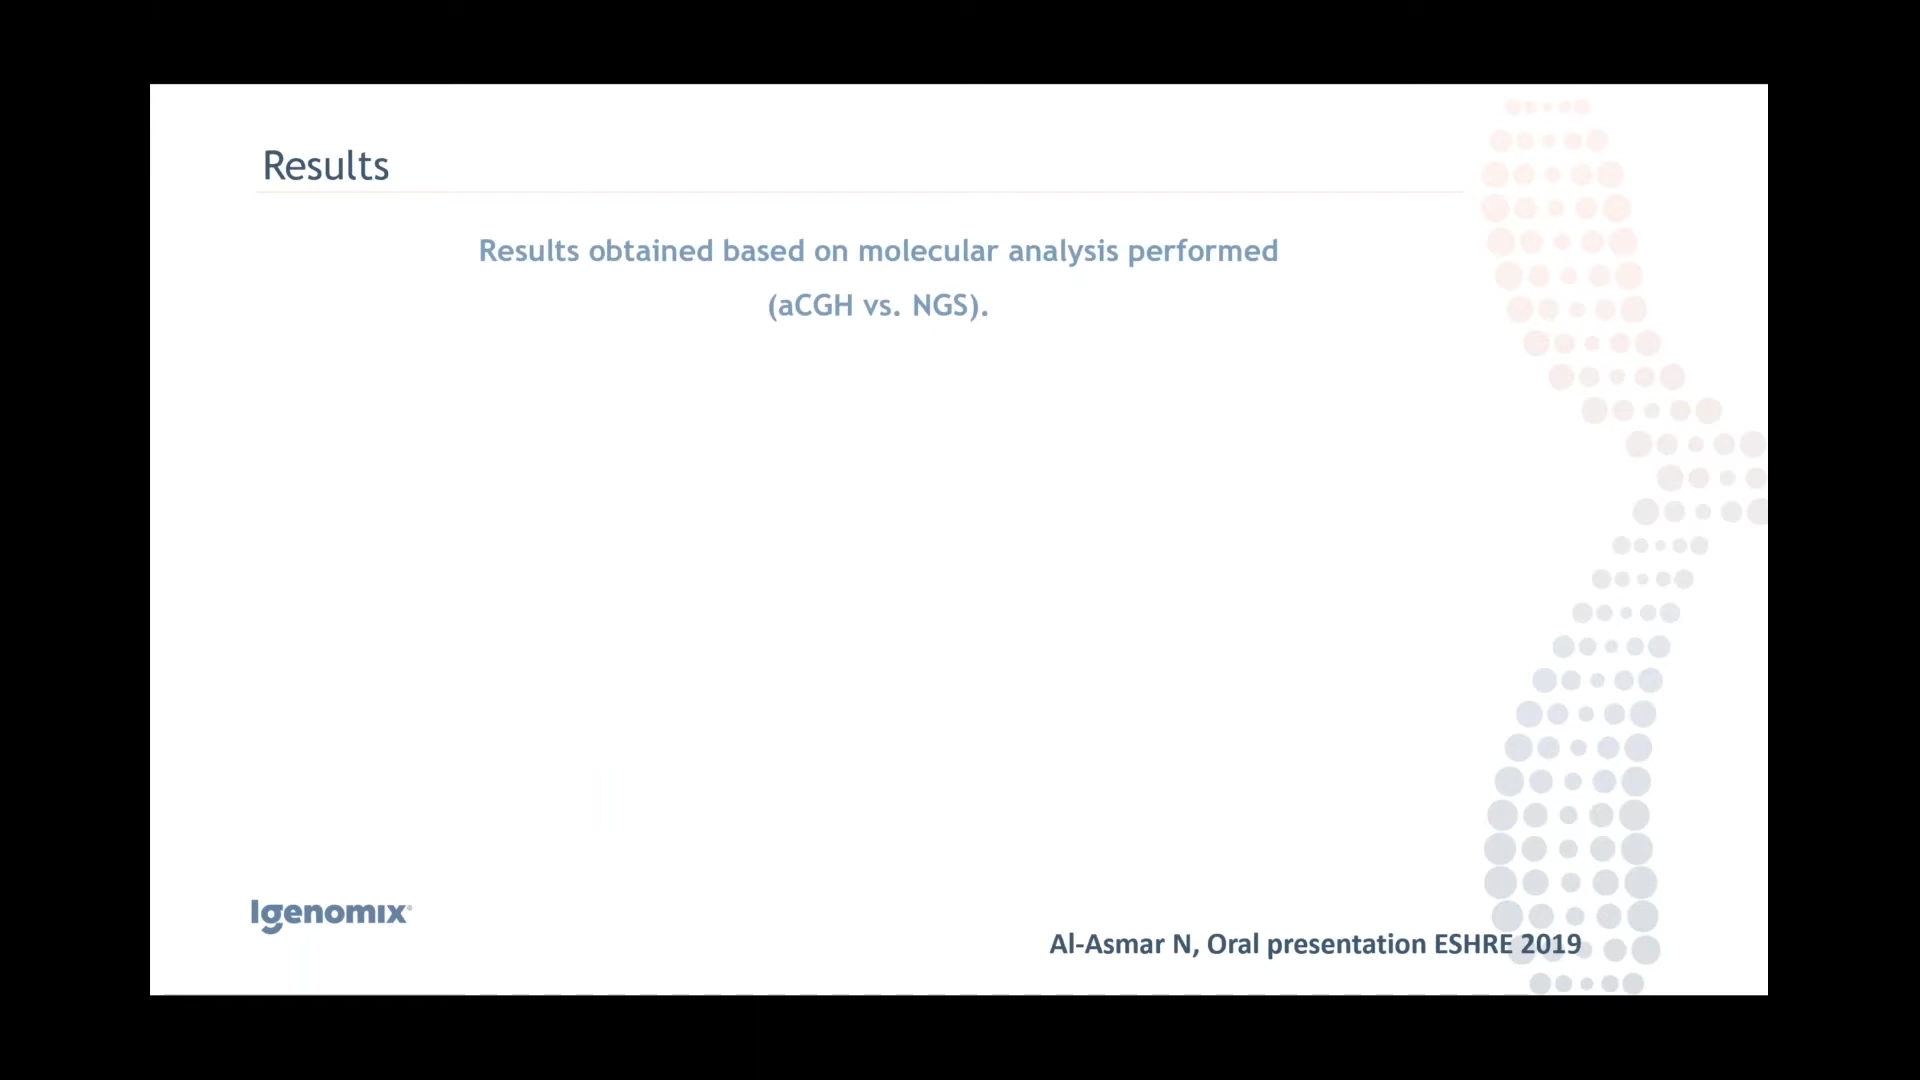 Results
Results obtained based on molecular analysis performed
(aCGH vs. NGS).
Igenomix®
Al-Asmar N, Oral presentation ESHRE 2019